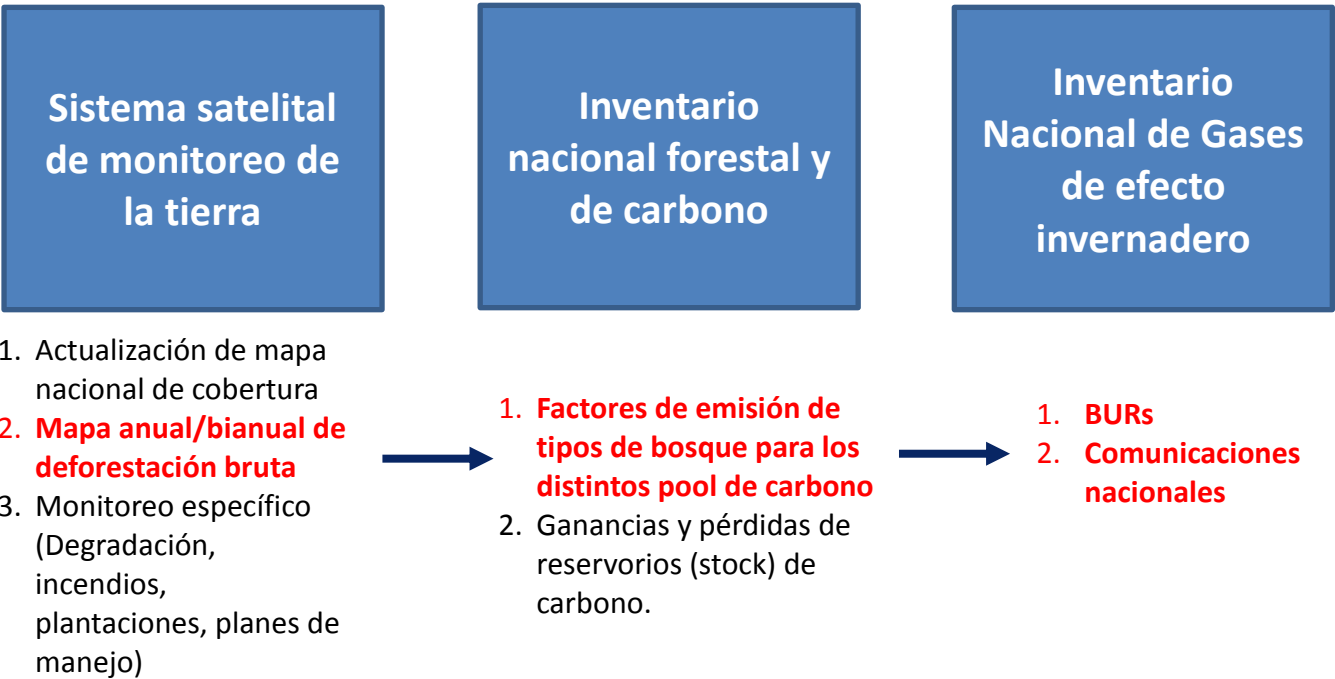 Sistema satelital
de monitoreo de
la tierra
Inventario
nacional forestal y
de carbono
Inventario
Nacional de Gases
de efecto
invernadero
1. Actualización de mapa
nacional de cobertura
2. Mapa anual/bianual de
deforestación bruta
3. Monitoreo específico
(Degradación,
incendios,
plantaciones, planes de
manejo)
1. Factores de emisión de
tipos de bosque para los
distintos pool de carbono
2. Ganancias y pérdidas de
reservorios (stock) de
carbono.
1. BURs
2. Comunicaciones
nacionales